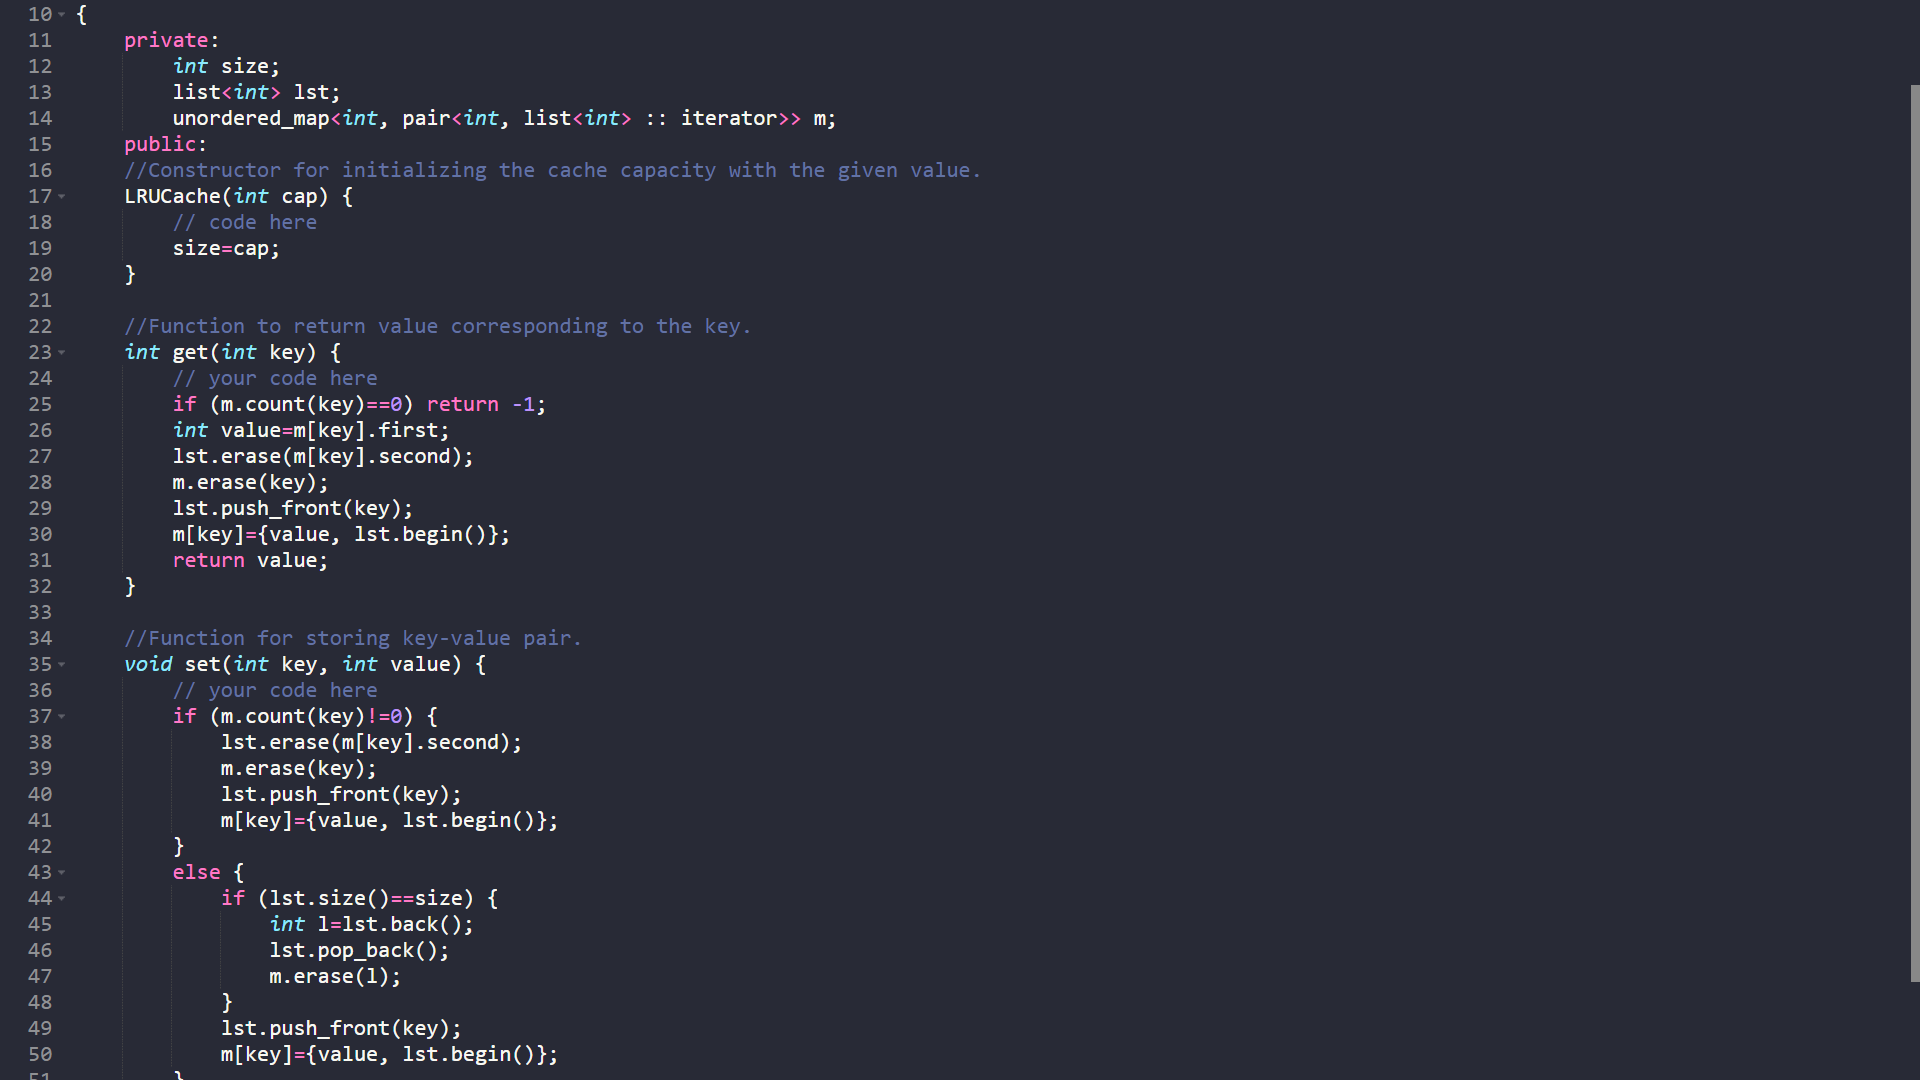 10 {
11     private:
12         int size;
13         list<int> lst;
14         unordered_map<int, pair<int, list<int> :: iterator>> m;
15     public:
16     //Constructor for initializing the cache capacity with the given value.
17     LRUCache(int cap) {
18         // code here
19         size=cap;
20     }
21
22     //Function to return value corresponding to the key.
23     int get(int key) {
24         // your code here
25         if (m.count(key)==0) return -1;
26         int value=m[key].first;
27         lst.erase(m[key].second);
28         m.erase(key);
29         lst.push_front(key);
30         m[key]={value, lst.begin()};
31         return value;
32     }
33
34     //Function for storing key-value pair.
35     void set(int key, int value) {
36         // your code here
37         if (m.count(key)!=0) {
38             lst.erase(m[key].second);
39             m.erase(key);
40             lst.push_front(key);
41             m[key]={value, lst.begin()};
42         }
43         else {
44             if (lst.size()==size) {
45                 int l=lst.back();
46                 lst.pop_back();
47                 m.erase(l);
48             }
49             lst.push_front(key);
50             m[key]={value, lst.begin()};
51         }